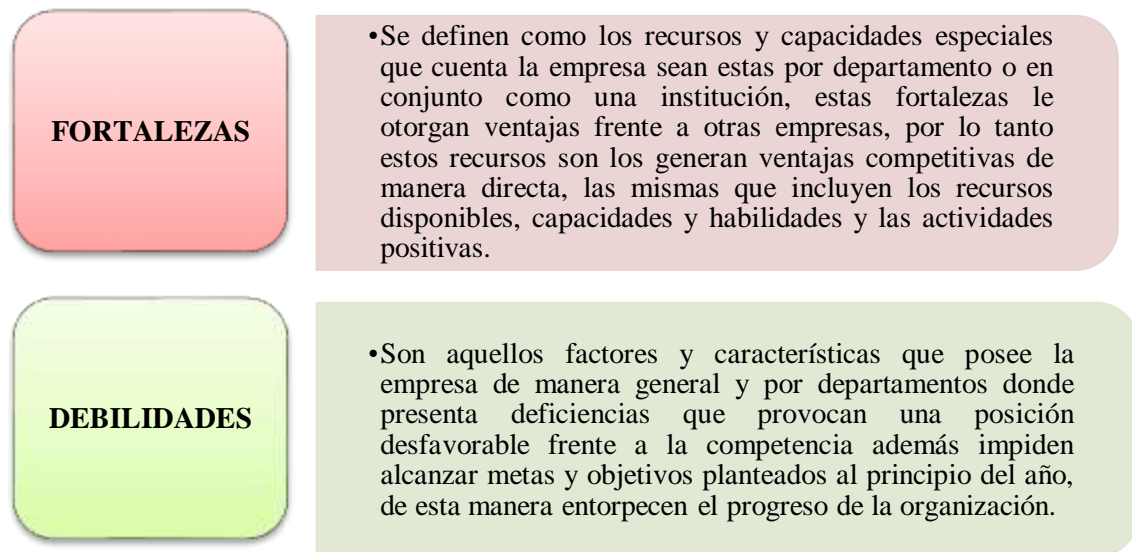 FORTALEZAS
•Se definen como los recursos y capacidades especiales
que cuenta la empresa sean estas por departamento o en
conjunto como una institución, estas fortalezas le
otorgan ventajas frente a otras empresas, por lo tanto
estos recursos son los generan ventajas competitivas de
manera directa, las mismas que incluyen los recursos
disponibles, capacidades y habilidades y las actividades
positivas.
DEBILIDADES
•Son aquellos factores y características que posee la
empresa de manera general y por departamentos donde
presenta deficiencias que provocan una posición
desfavorable frente a la competencia además impiden
alcanzar metas y objetivos planteados al principio del año,
de esta manera entorpecen el progreso de la organización.